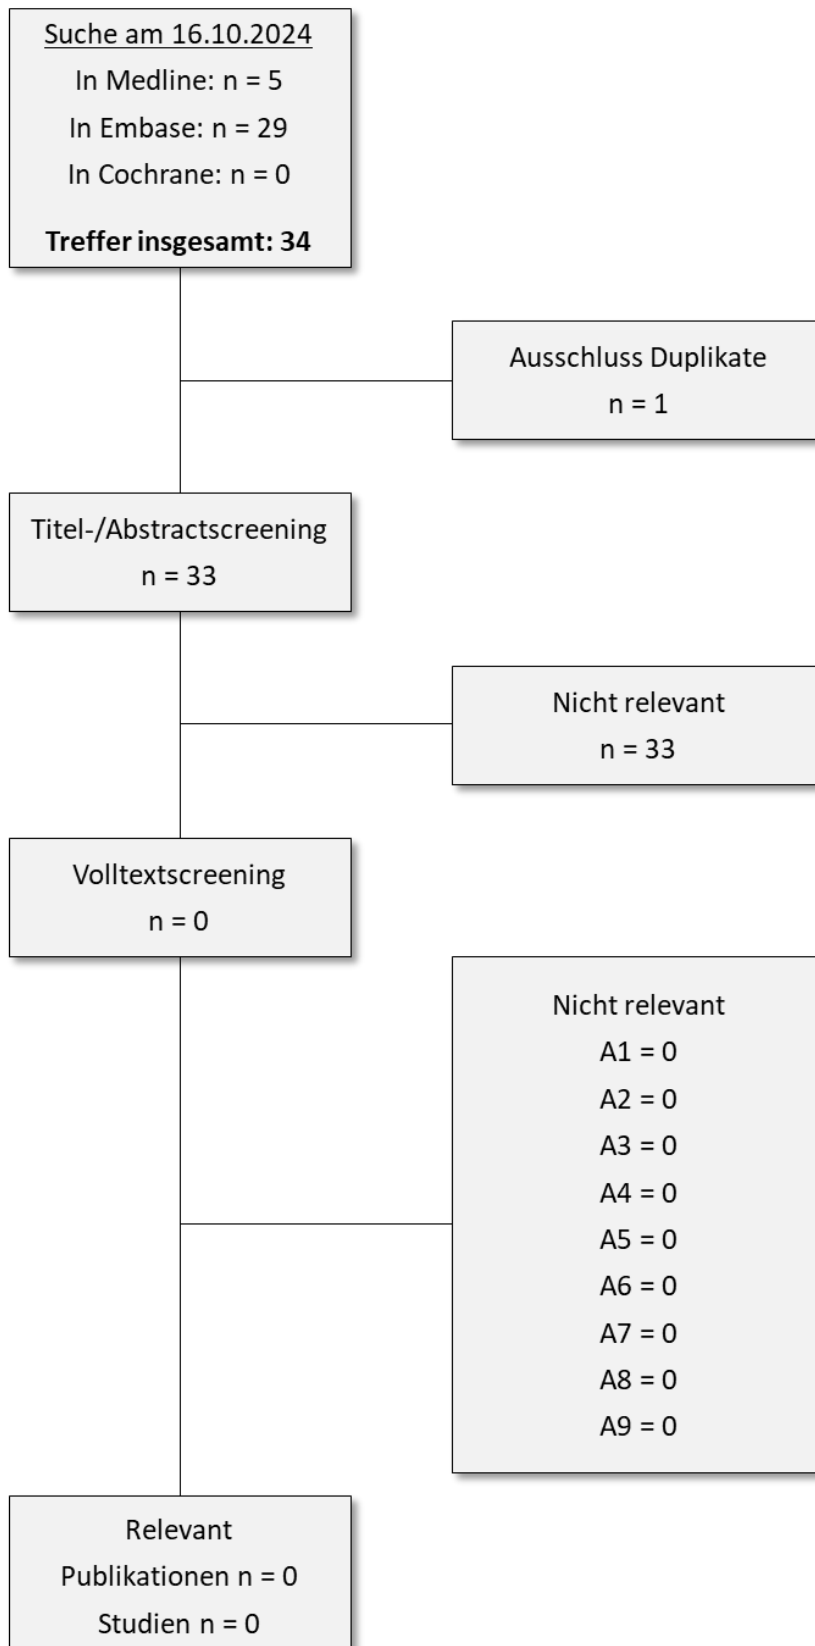 Suche am 16.10.2024
In Medline: n = 5
In Embase: n = 29
In Cochrane: n = 0
Treffer insgesamt: 34
Ausschluss Duplikate
n = 1
Titel-/Abstractscreening
n = 33
Nicht relevant
n = 33
Volltextscreening
n = 0
Nicht relevant
A1 = 0
A2 = 0
A3 = 0
A4 = 0
A5 = 0
A6 = 0
A7 = 0
A8 = 0
A9 = 0
Relevant
Publikationen n = 0
Studien n = 0